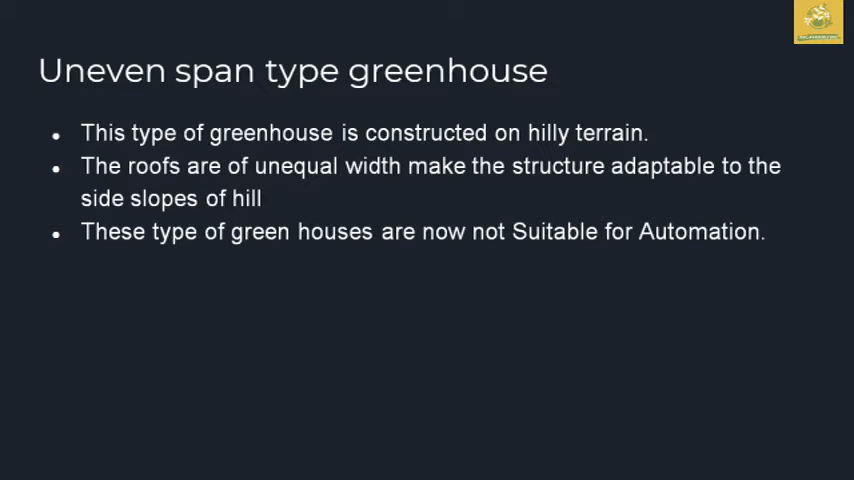 Uneven span type greenhouse
• This type of greenhouse is constructed on hilly terrain.
• The roofs are of unequal width make the structure adaptable to the
side slopes of hill
• These type of green houses are now not Suitable for Automation.